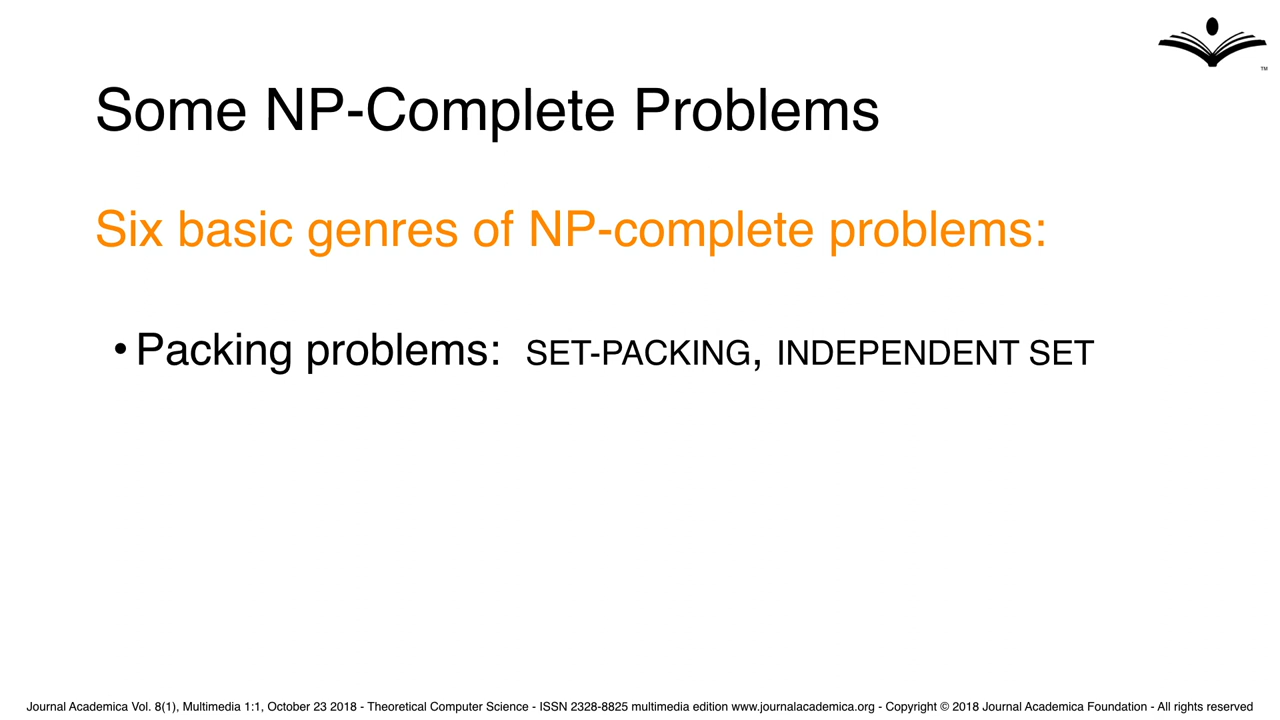 TM
Some NP-Complete Problems
Six basic genres of NP-complete problems:
• Packing problems: SET-PACKING, INDEPENDENT SET
Journal Academica Vol. 8(1), Multimedia 1:1, October 23 2018 - Theoretical Computer Science - ISSN 2328-8825 multimedia edition www.journalacademica.org - Copyright © 2018 Journal Academica Foundation - All rights reserved